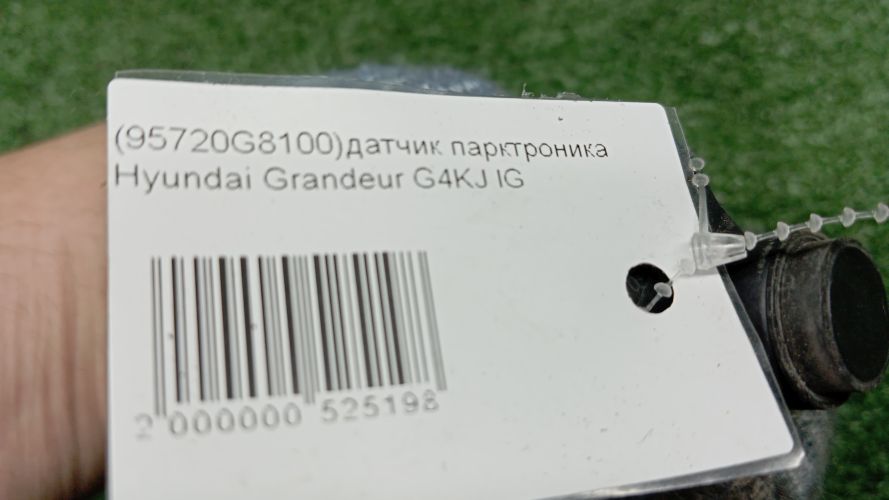 (95720G8100)датчик парктроника
Hyundai Grandeur G4KJ IG
2 000000 525198